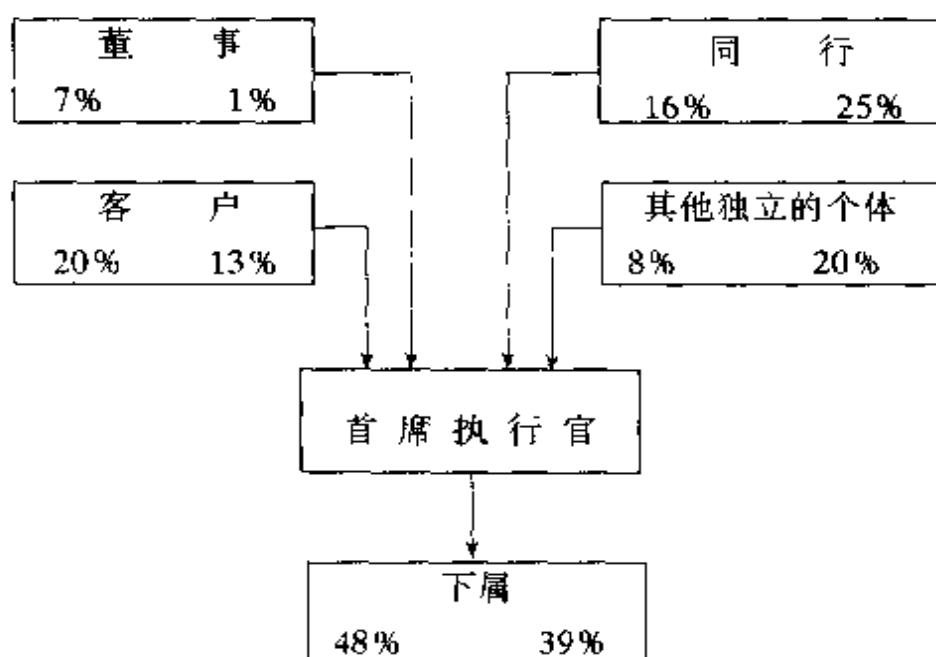 董 事
7% 1%
同 行
16% 25%
客 户
20% 13%
其他独立的个体
8% 20%
首席执行官
下属
48% 39%